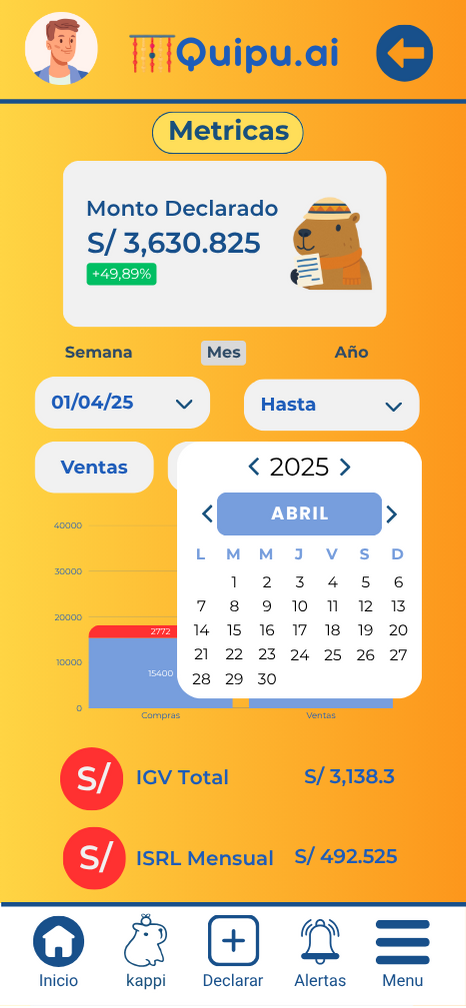 Quipu.ai
Metricas
Monto Declarado
S/ 3,630.825
+49,89%
Semana
Mes
Año
01/04/25
Hasta
Ventas
2025
ABRIL
L M M J V S D
1 2 3 4 5 6
7 8 9 10 11 12 13
14 15 16 17 18 19 20
21 22 23 24 25 26 27
28 29 30
40000
30000
20000
10000
0
2772
15400
Compras
Ventas
S/ IGV Total S/ 3,138.3
S/ ISRL Mensual S/ 492.525
Inicio
kappi
Declarar
Alertas
Menu